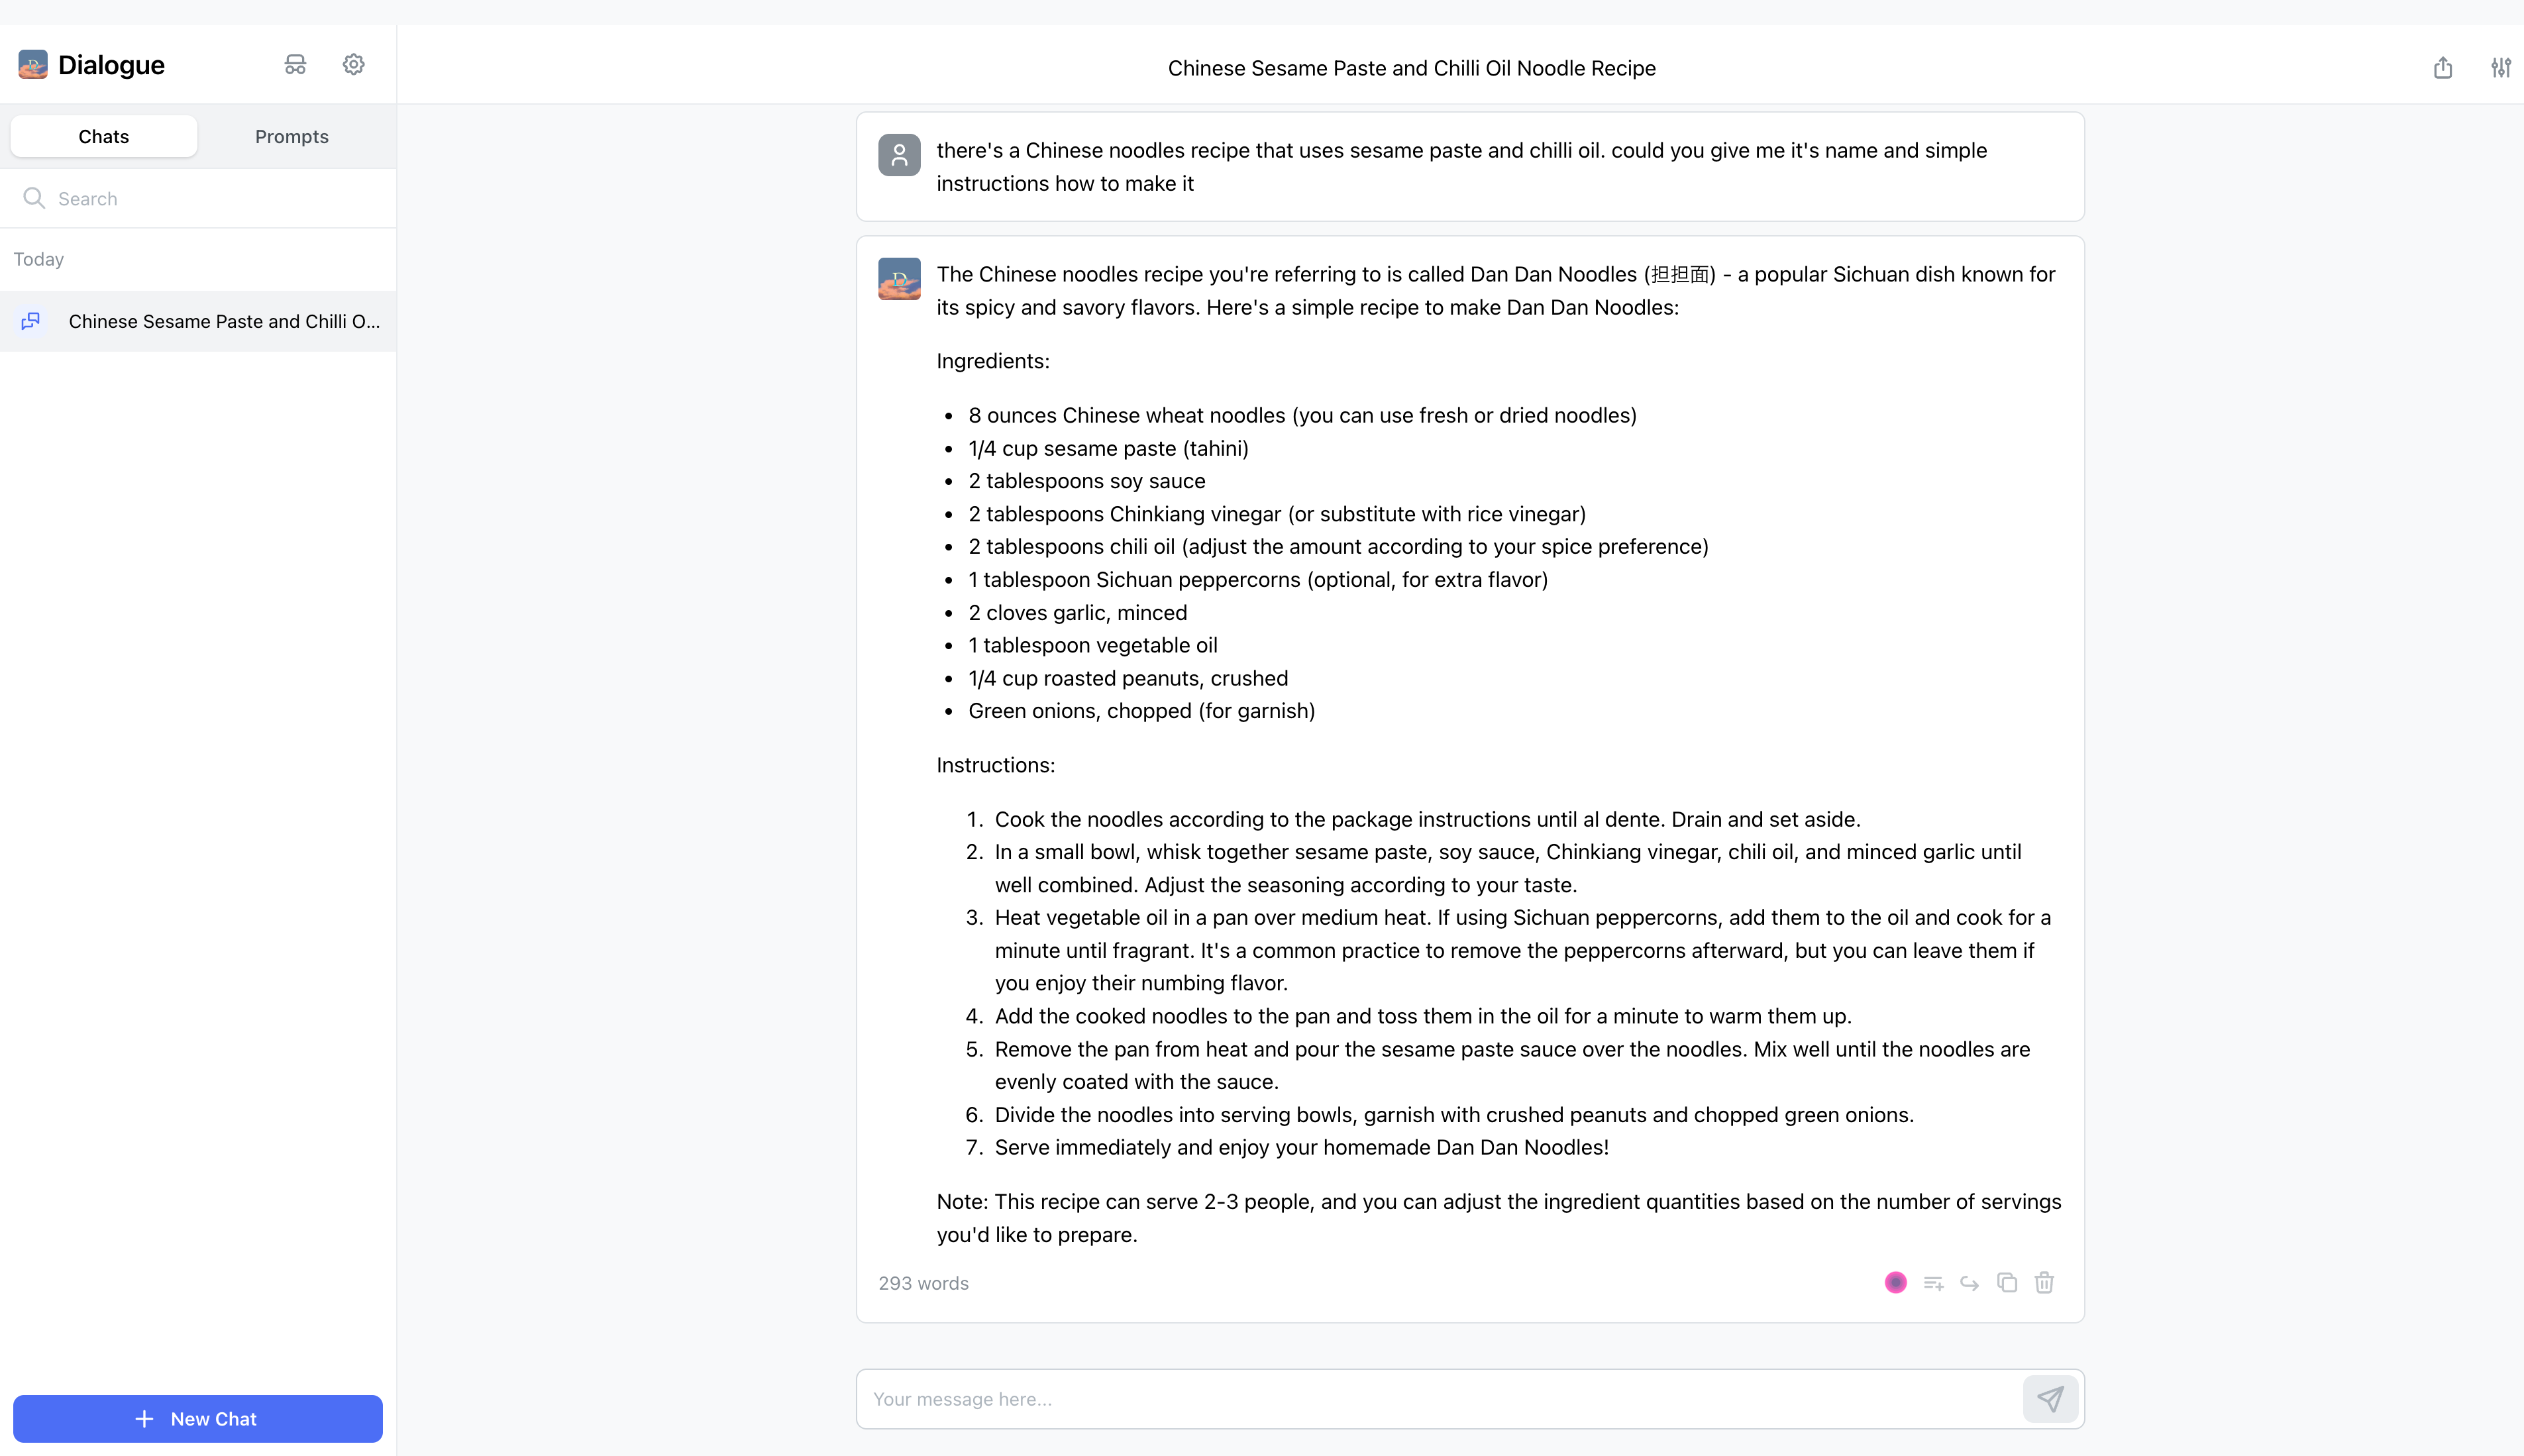 Dialogue
Chats
Prompts
Search
Today
Chinese Sesame Paste and Chilli O...
New Chat
Chinese Sesame Paste and Chilli Oil Noodle Recipe
there's a Chinese noodles recipe that uses sesame paste and chilli oil. could you give me it's name and simple
instructions how to make it
D
The Chinese noodles recipe you're referring to is called Dan Dan Noodles (担担面) - a popular Sichuan dish known for
its spicy and savory flavors. Here's a simple recipe to make Dan Dan Noodles:
Ingredients:
• 8 ounces Chinese wheat noodles (you can use fresh or dried noodles)
• 1/4 cup sesame paste (tahini)
• 2 tablespoons soy sauce
• 2 tablespoons Chinkiang vinegar (or substitute with rice vinegar)
• 2 tablespoons chili oil (adjust the amount according to your spice preference)
• 1 tablespoon Sichuan peppercorns (optional, for extra flavor)
• 2 cloves garlic, minced
• 1 tablespoon vegetable oil
• 1/4 cup roasted peanuts, crushed
• Green onions, chopped (for garnish)
Instructions:
1. Cook the noodles according to the package instructions until al dente. Drain and set aside.
2. In a small bowl, whisk together sesame paste, soy sauce, Chinkiang vinegar, chili oil, and minced garlic until
well combined. Adjust the seasoning according to your taste.
3. Heat vegetable oil in a pan over medium heat. If using Sichuan peppercorns, add them to the oil and cook for a
minute until fragrant. It's a common practice to remove the peppercorns afterward, but you can leave them if
you enjoy their numbing flavor.
4. Add the cooked noodles to the pan and toss them in the oil for a minute to warm them up.
5. Remove the pan from heat and pour the sesame paste sauce over the noodles. Mix well until the noodles are
evenly coated with the sauce.
6. Divide the noodles into serving bowls, garnish with crushed peanuts and chopped green onions.
7. Serve immediately and enjoy your homemade Dan Dan Noodles!
Note: This recipe can serve 2-3 people, and you can adjust the ingredient quantities based on the number of servings
you'd like to prepare.
293 words
Your message here...